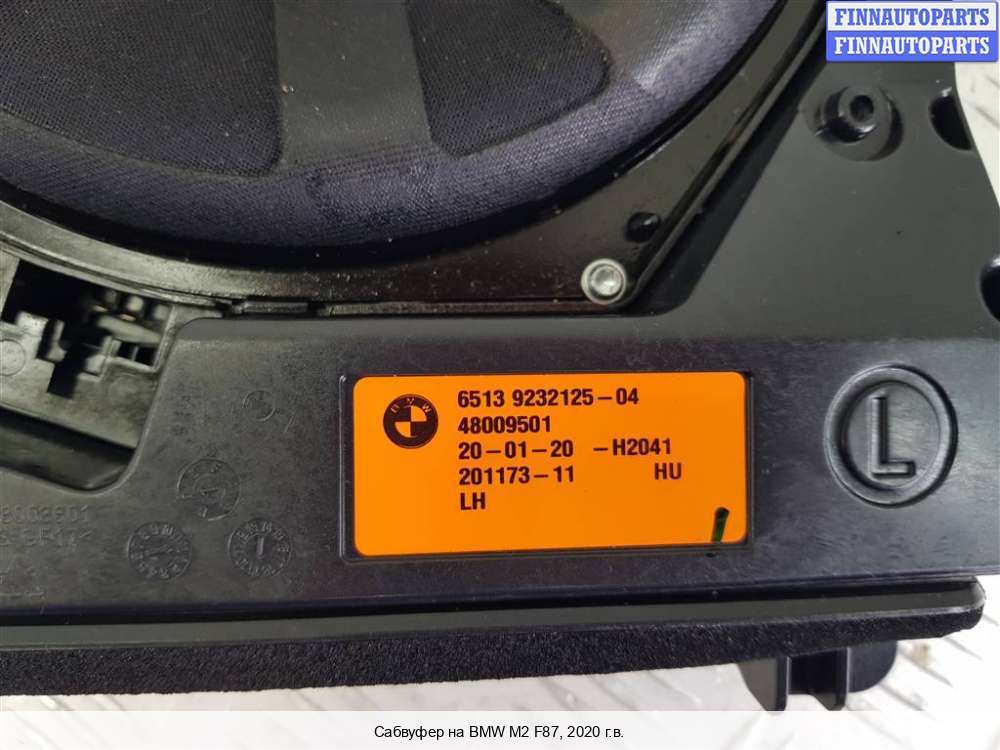 FINNAUTOPARTS
FINNAUTOPARTS
BMW
6513 9232125-04
48009501
20-01-20 -H2041
201173-11 HU
LH
L
Сабвуфер на BMW M2 F87, 2020 г.в.